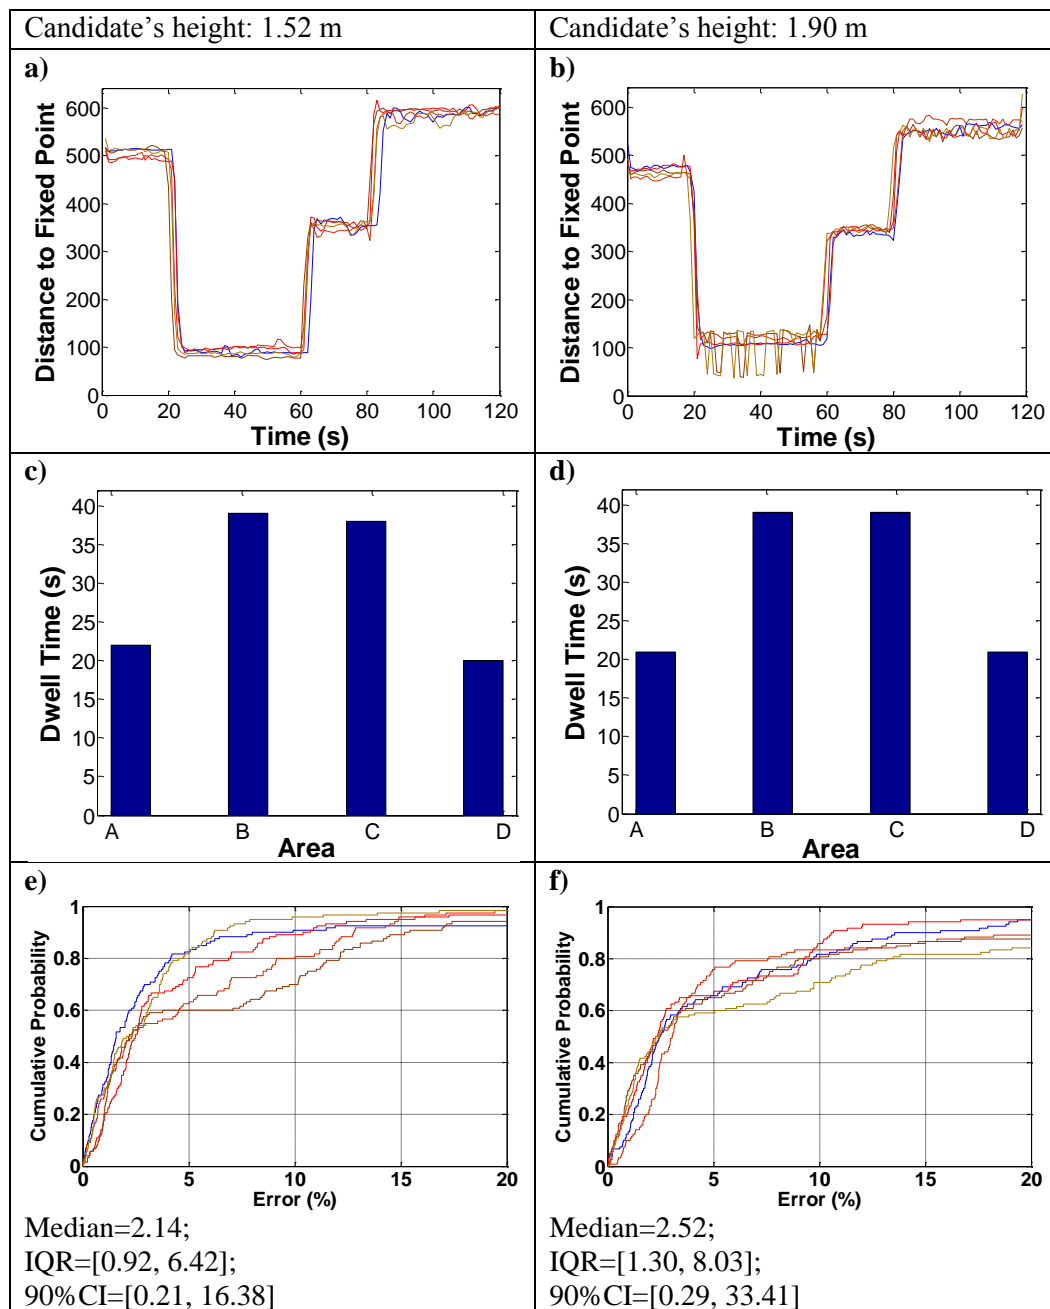 Candidate’s height: 1.52 m
Candidate’s height: 1.90 m
a)
600
500
400
300
200
100
0
0 20 40 60 80 100 120
Distance to Fixed Point
Time (s)
b)
600
500
400
300
200
100
0
0 20 40 60 80 100 120
Distance to Fixed Point
Time (s)
c)
40
35
30
25
20
15
10
5
0
A B C D
Dwell Time (s)
Area
d)
40
35
30
25
20
15
10
5
0
A B C D
Dwell Time (s)
Area
e)
1
0.8
0.6
0.4
0.2
0
0 5 10 15 20
Cumulative Probability
Error (%)
Median=2.14;
IQR=[0.92, 6.42];
90%CI=[0.21, 16.38]
f)
1
0.8
0.6
0.4
0.2
0
0 5 10 15 20
Cumulative Probability
Error (%)
Median=2.52;
IQR=[1.30, 8.03];
90%CI=[0.29, 33.41]